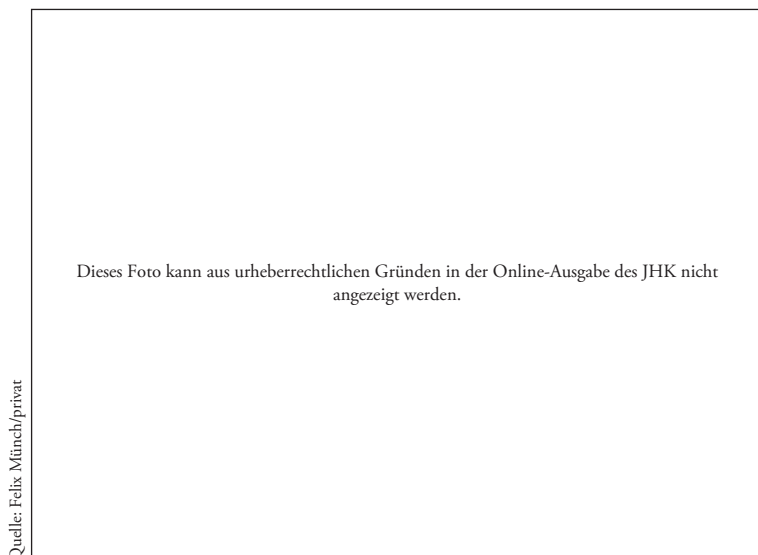 Dieses Foto kann aus urheberrechtlichen Gründen in der Online-Ausgabe des JHK nicht
angezeigt werden.
Quelle: Felix Münch/privat